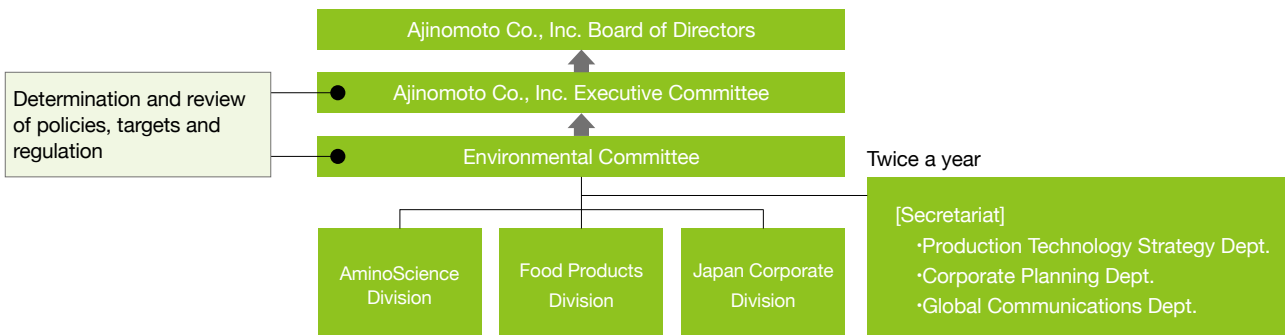 Ajinomoto Co., Inc. Board of Directors
Ajinomoto Co., Inc. Executive Committee
Determination and review
of policies, targets and
regulation
Environmental Committee
Twice a year
[Secretariat]
・Production Technology Strategy Dept.
・Corporate Planning Dept.
・Global Communications Dept.
AminoScience
Division
Food Products
Division
Japan Corporate
Division